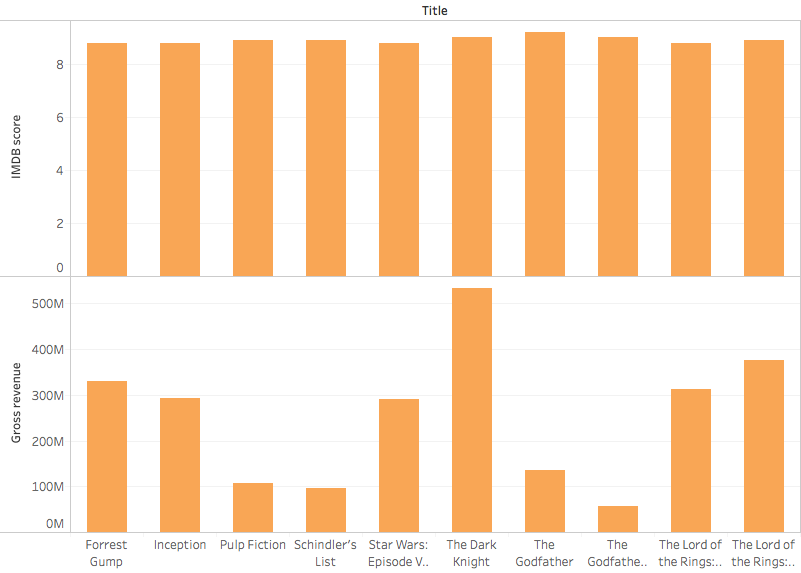 Title
8
6
4
2
0
IMDB score
500M
400M
300M
200M
100M
0M
Gross revenue
Forrest Gump
Inception
Pulp Fiction
Schindler's List
Star Wars: Episode V..
The Dark Knight
The Godfather
The Godfathe..
The Lord of the Rings:..
The Lord of the Rings:..